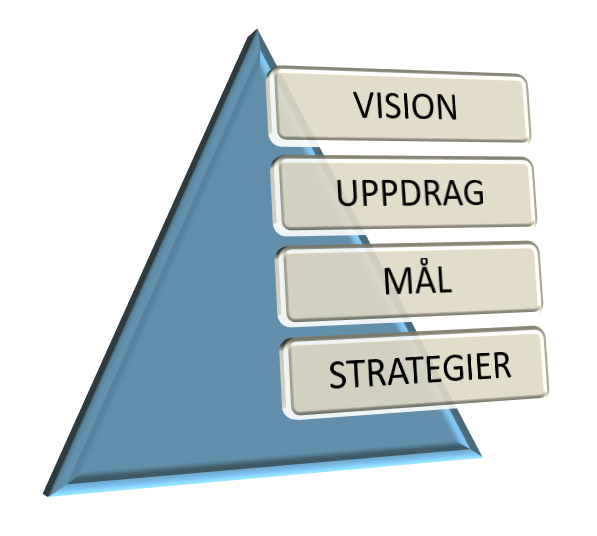 VISION
UPPDRAG
MÅL
STRATEGIER